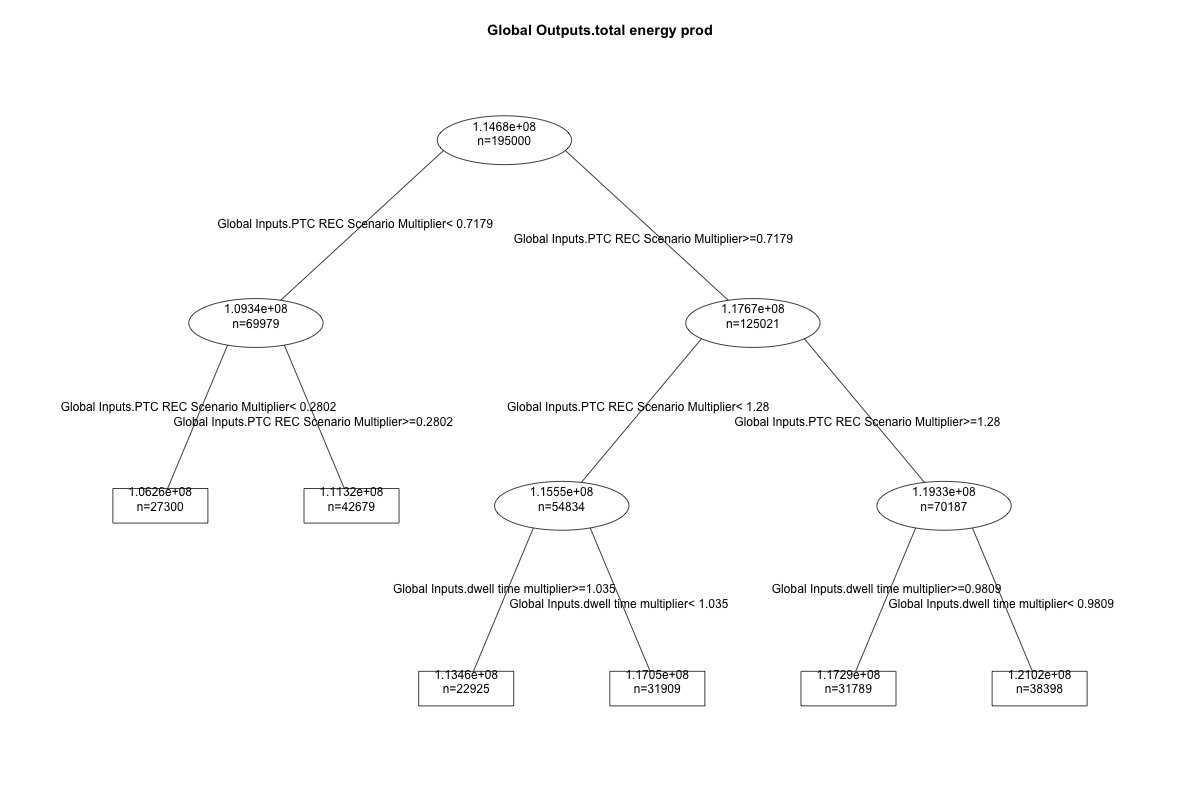 Global Outputs.total energy prod
1.1468e+08
n=195000
Global Inputs.PTC REC Scenario Multiplier< 0.7179
Global Inputs.PTC REC Scenario Multiplier>=0.7179
1.0934e+08
n=69979
1.1767e+08
n=125021
Global Inputs.PTC REC Scenario Multiplier< 0.2802
Global Inputs.PTC REC Scenario Multiplier>=0.2802
Global Inputs.PTC REC Scenario Multiplier< 1.28
Global Inputs.PTC REC Scenario Multiplier>=1.28
1.0626e+08
n=27300
1.1132e+08
n=42679
1.1555e+08
n=54834
1.1933e+08
n=70187
Global Inputs.dwell time multiplier>=1.035
Global Inputs.dwell time multiplier< 1.035
Global Inputs.dwell time multiplier>=0.9809
Global Inputs.dwell time multiplier< 0.9809
1.1346e+08
n=22925
1.1705e+08
n=31909
1.1729e+08
n=31789
1.2102e+08
n=38398